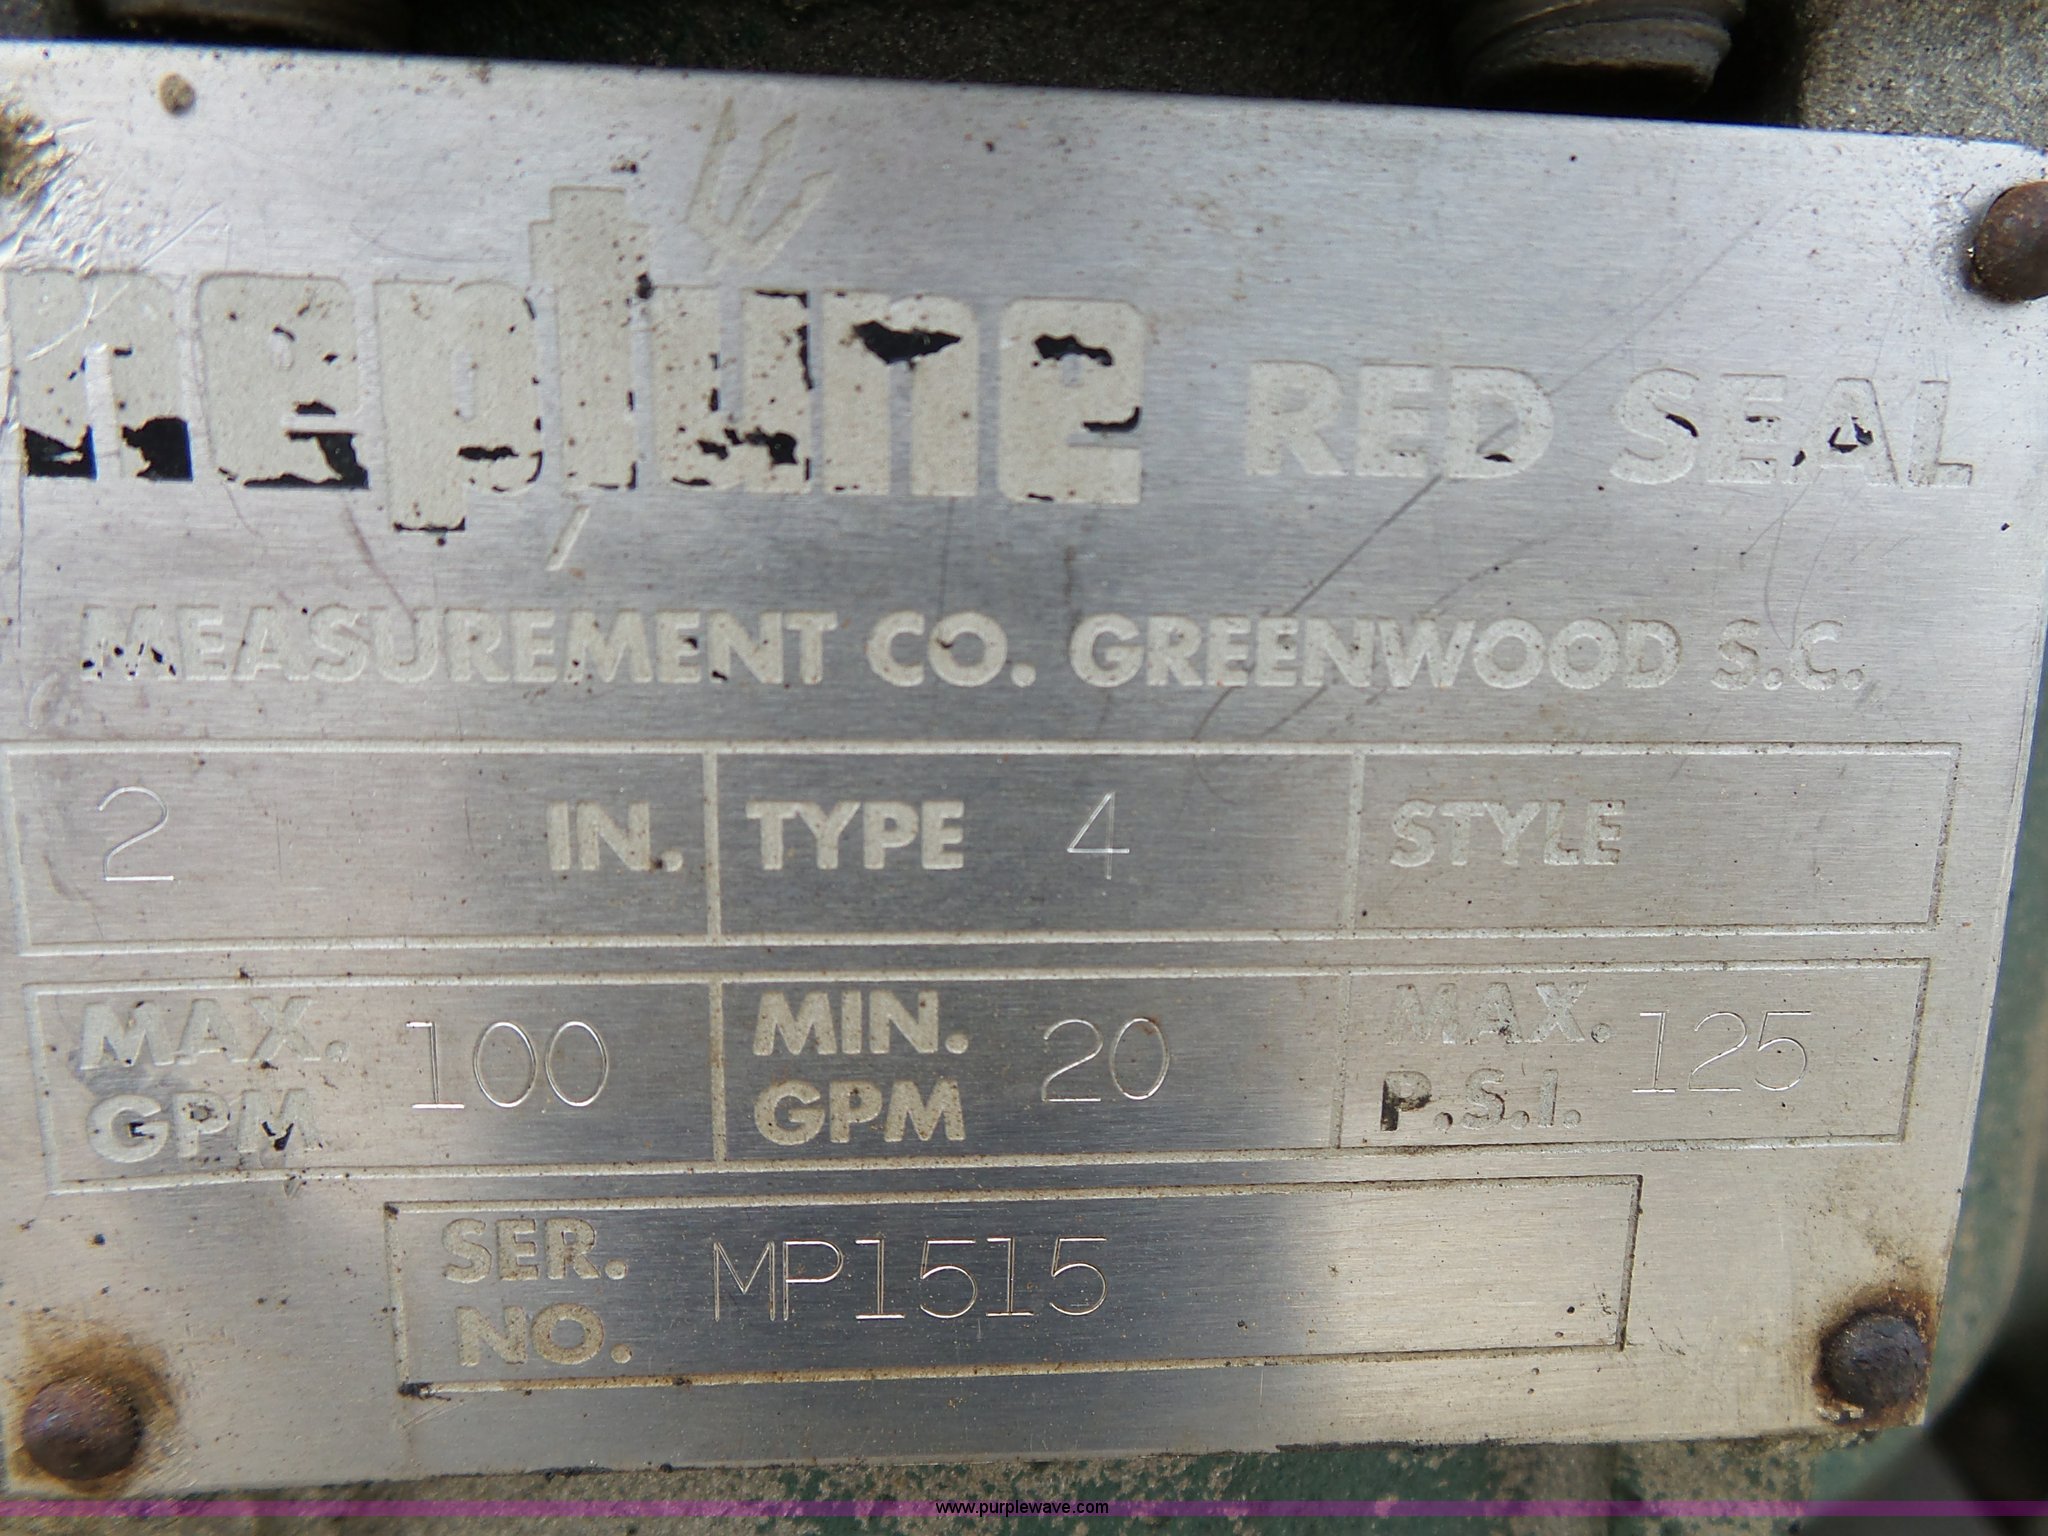 neptune RED SEAL
MEASUREMENT CO. GREENWOOD S.C.
2 IN. TYPE 4 STYLE
MAX. GPM 100 MIN. GPM 20 MAX. P.S.I. 125
SER. NO. MP1515
www.purplewave.com